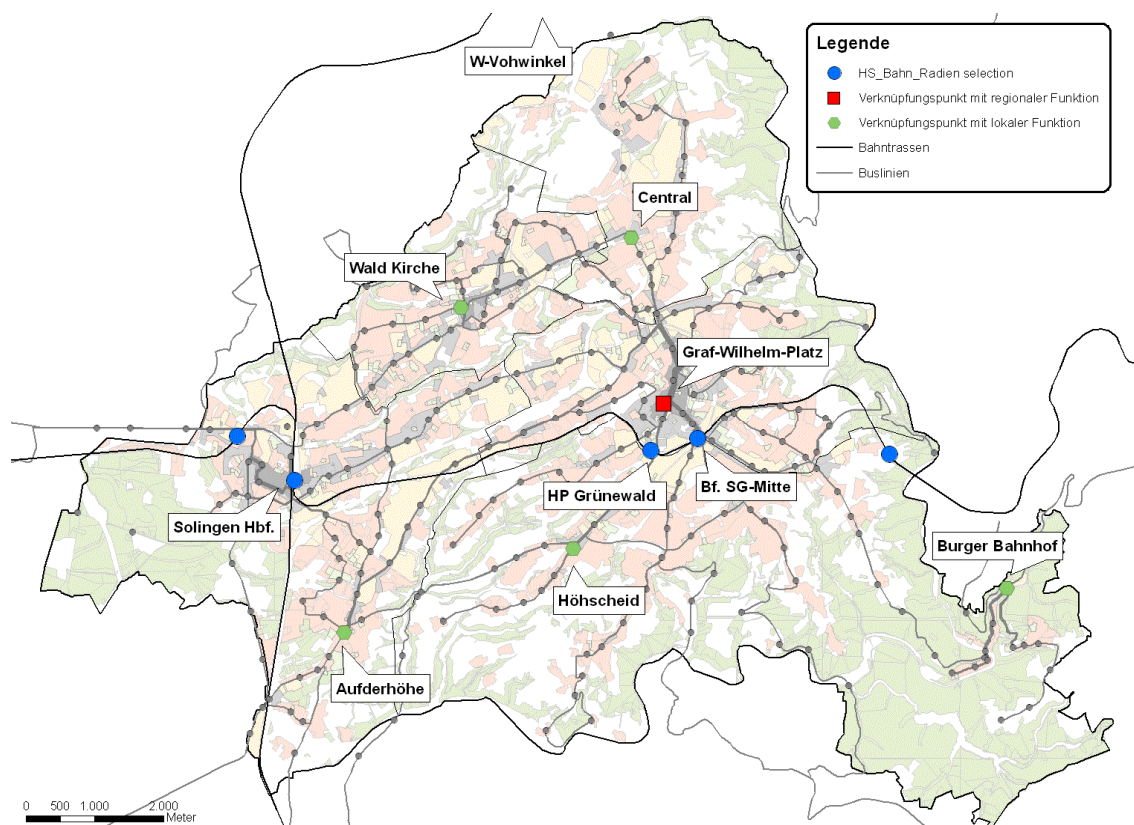 W-Vohwinkel
Legende
HS_Bahn_Radien selection
Verknüpfungspunkt mit regionaler Funktion
Verknüpfungspunkt mit lokaler Funktion
Bahntrassen
Buslinien
Central
Wald Kirche
Graf-Wilhelm-Platz
HP Grünewald
Bf. SG-Mitte
Solingen Hbf.
Burger Bahnhof
Höhscheid
Aufderhöhe
0 500 1.000 2.000
Meter